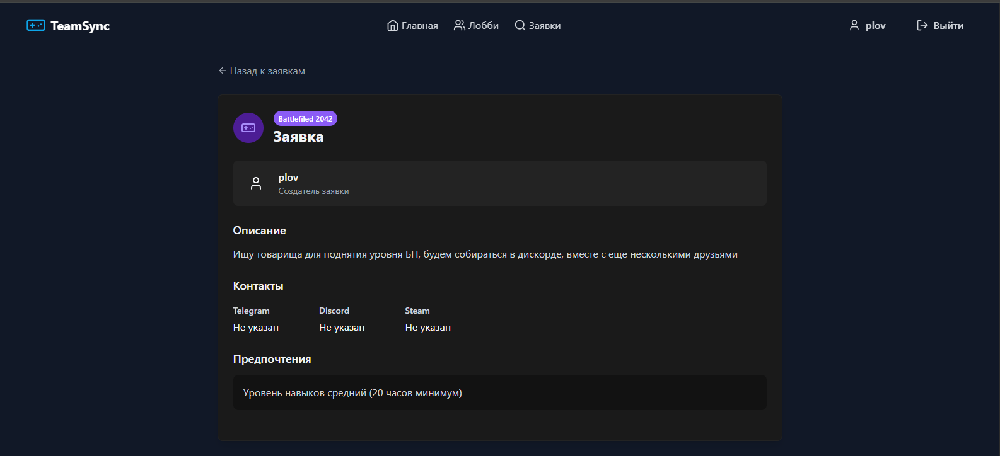 TeamSync
Главная
Лобби
Заявки
plov
Выйти
Назад к заявкам
Battlefiled 2042
Заявка
plov
Создатель заявки
Описание
Ищу товарища для поднятия уровня БП, будем собираться в дискорде, вместе с еще несколькими друзьями
Контакты
Telegram Discord Steam
Не указан Не указан Не указан
Предпочтения
Уровень навыков средний (20 часов минимум)